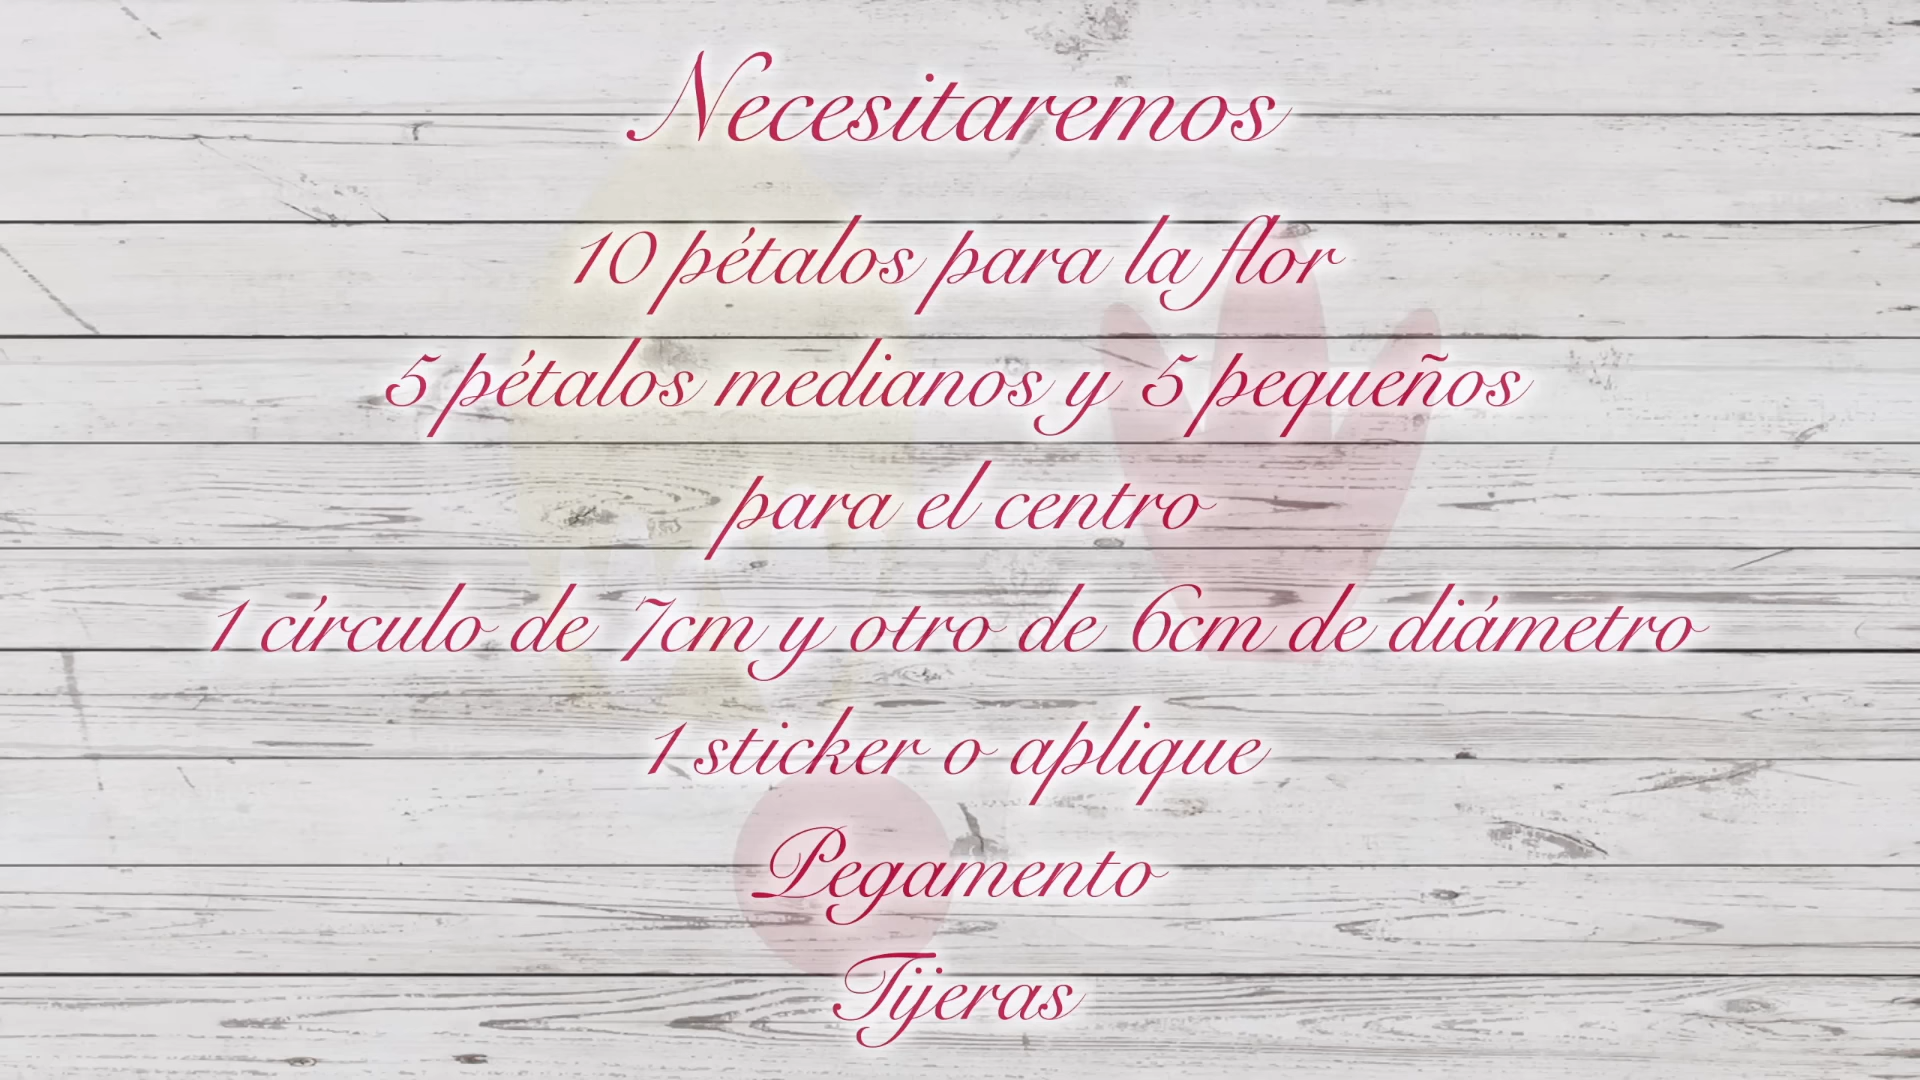 Necesitaremos
10 pétalos para la flor
5 pétalos medianos y 5 pequeños
para el centro
1 círculo de 7cm y otro de 6cm de diámetro
1 sticker o aplique
Pegamento
Tijeras